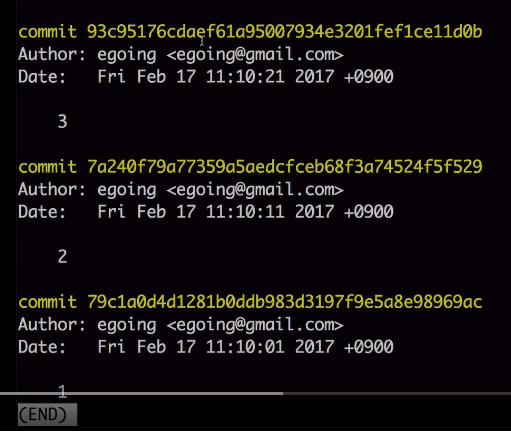 commit 93c95176cdaef61a95007934e3201fef1ce11d0b
Author: egoing <egoing@gmail.com>
Date:   Fri Feb 17 11:10:21 2017 +0900
3
commit 7a240f79a77359a5aedcfceb68f3a74524f5f529
Author: egoing <egoing@gmail.com>
Date:   Fri Feb 17 11:10:11 2017 +0900
2
commit 79c1a0d4d1281b0ddb983d3197f9e5a8e98969ac
Author: egoing <egoing@gmail.com>
Date:   Fri Feb 17 11:10:01 2017 +0900
1
(END)